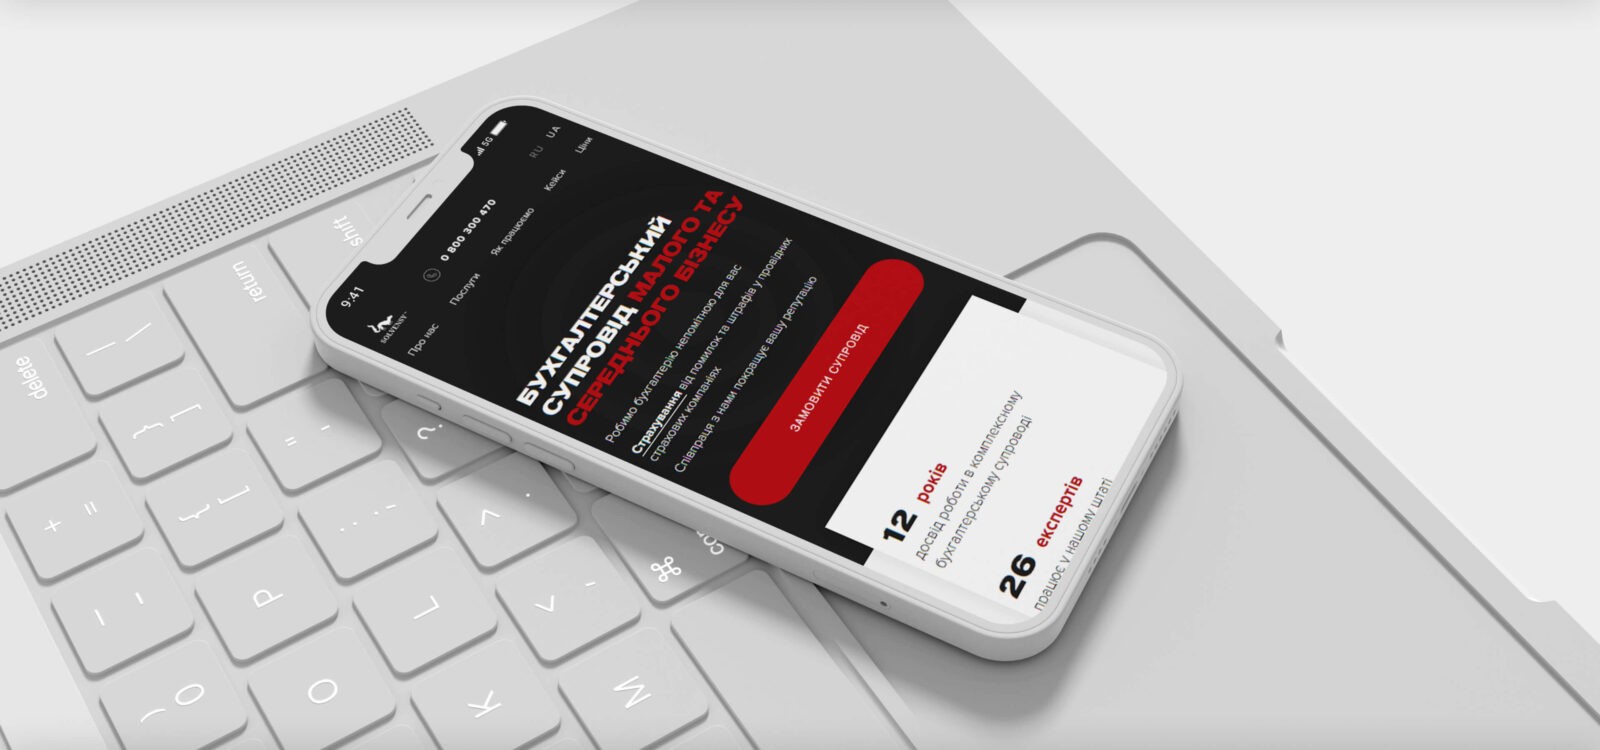 9:41
5G
SOLVENSY
0 800 300 470
RU UA
Про нас Послуги Як працюємо Кейси Ціни
БУХГАЛТЕРСЬКИЙ
СУПРОВІД МАЛОГО ТА
СЕРЕДНЬОГО БІЗНЕСУ
Робимо бухгалтерію непомітною для вас
Страхування від помилок та штрафів у провідних
страхових компаніях
Співпраця з нами покращує вашу репутацію
ЗАМОВИТИ СУПРОВІД
12 років
досвід роботи в комплексному
бухгалтерському супроводі
26 експертів
працює у нашому штаті
delete
return
shift
+ =
{ [
} ]
" '
: ;
?
P
L
O
K
M
) 0
⌘